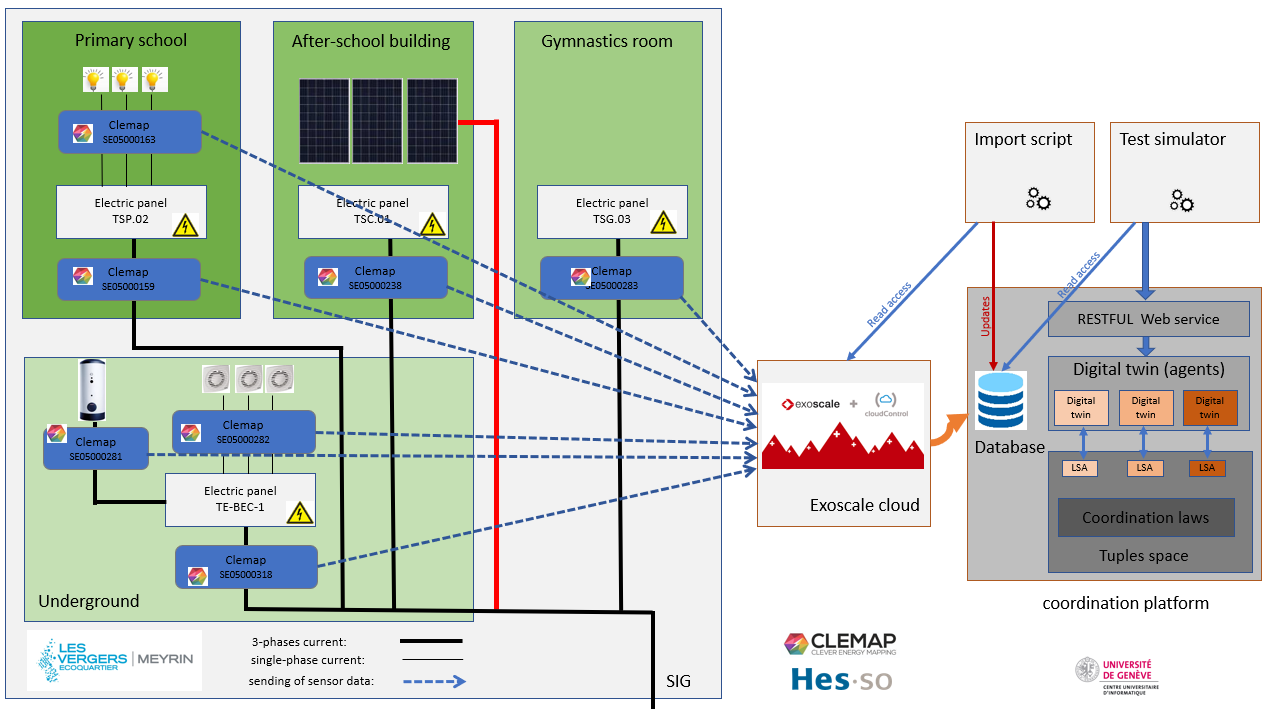 Primary school
Clemap
SE05000163
Electric panel
TSP.02
Clemap
SE05000159
After-school building
Electric panel
TSC.01
Clemap
SE05000238
Gymnastics room
Electric panel
TSG.03
Clemap
SE05000283
Clemap
SE05000281
Clemap
SE05000282
Electric panel
TE-BEC-1
Clemap
SE05000318
Underground
LES
VERGERS
ECOQUARTIER
MEYRIN
3-phases current:
single-phase current:
sending of sensor data:
SIG
exoscale + cloudControl
Exoscale cloud
CLEMAP
CLEVER ENERGY MAPPING
Hes·so
Import script
Test simulator
Read access
Updates
Read access
RESTFUL Web service
Digital twin (agents)
Digital
twin
Digital
twin
Digital
twin
Database
LSA
LSA
LSA
Coordination laws
Tuples space
coordination platform
UNIVERSITÉ
DE GENÈVE
CENTRE UNIVERSITAIRE
D'INFORMATIQUE